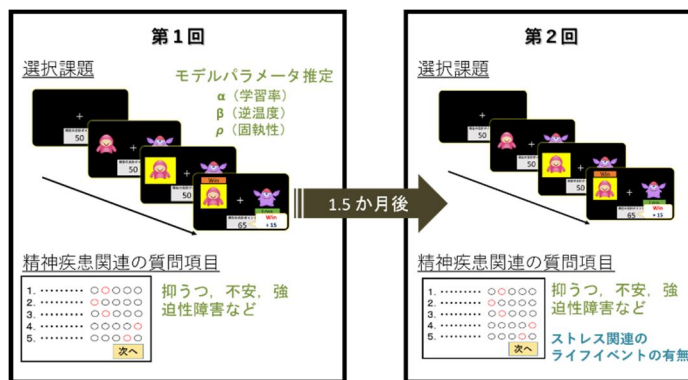 第１回
選択課題
モデルパラメータ推定
α（学習率）
β（逆温度）
ρ（固執性）
50
50
50
Win
65
Win
+ 15
精神疾患関連の質問項目
1. ………
2. ………
3. ………
4. ………
5. ………
次へ
抑うつ，不安，強
迫性障害など
1.5 か月後
第２回
選択課題
50
50
50
Win
65
Win
+ 15
精神疾患関連の質問項目
1. ………
2. ………
3. ………
4. ………
5. ………
次へ
抑うつ，不安，強
迫性障害など
ストレス関連の
ライフイベントの有無